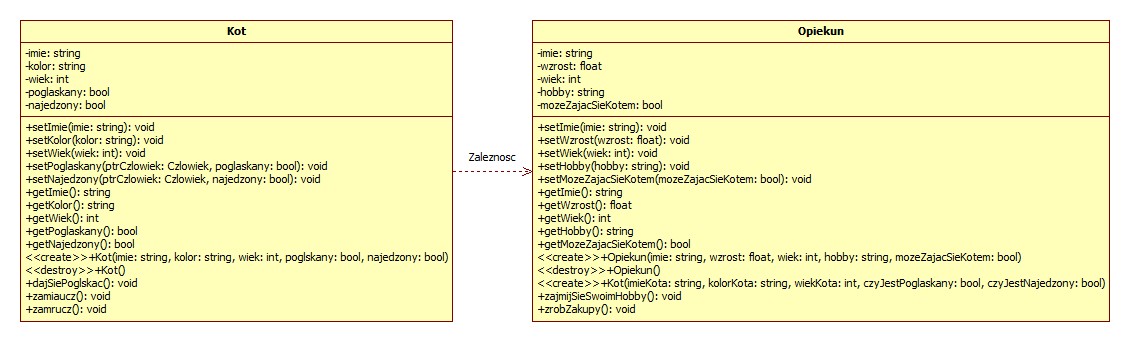 Kot
-imie: string
-kolor: string
-wiek: int
-poglaskany: bool
-najedzony: bool
+setImie(imie: string): void
+setKolor(kolor: string): void
+setWiek(wiek: int): void
+setPoglaskany(ptrCzlowiek: Czlowiek, poglaskany: bool): void
+setNajedzony(ptrCzlowiek: Czlowiek, najedzony: bool): void
+getImie(): string
+getKolor(): string
+getWiek(): int
+getPoglaskany(): bool
+getNajedzony(): bool
<<create>>+Kot(imie: string, kolor: string, wiek: int, poglskany: bool, najedzony: bool)
<<destroy>>+Kot()
+dajSiePoglskac(): void
+zamiaucz(): void
+zamrucz(): void
Zaleznosc
Opiekun
-imie: string
-wzrost: float
-wiek: int
-hobby: string
-mozeZajacSieKotem: bool
+setImie(imie: string): void
+setWzrost(wzrost: float): void
+setWiek(wiek: int): void
+setHobby(hobby: string): void
+setMozeZajacSieKotem(mozeZajacSieKotem: bool): void
+getImie(): string
+getWzrost(): float
+getWiek(): int
+getHobby(): string
+getMozeZajacSieKotem(): bool
<<create>>+Opiekun(imie: string, wzrost: float, wiek: int, hobby: string, mozeZajacSieKotem: bool)
<<destroy>>+Opiekun()
<<create>>+Kot(imieKota: string, kolorKota: string, wiekKota: int, czyJestPoglaskany: bool, czyJestNajedzony: bool)
+zajmijSieSwoimHobby(): void
+zrobZakupy(): void